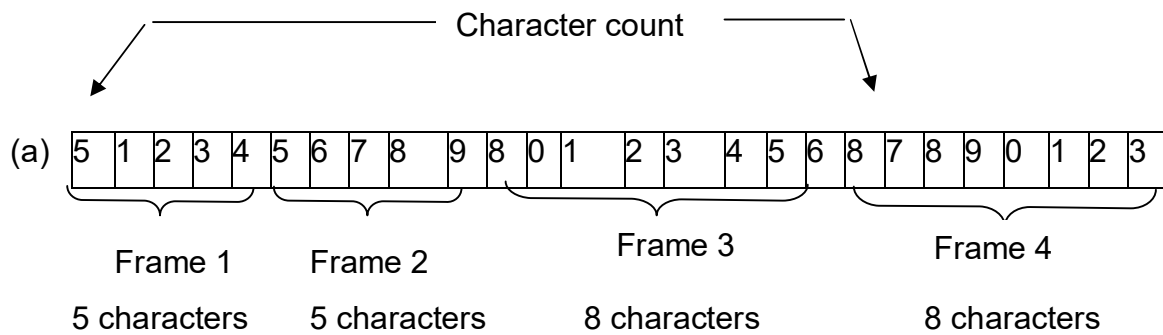 Character count
(a) 5 1 2 3 4 5 6 7 8 9 8 0 1 2 3 4 5 6 8 7 8 9 0 1 2 3
Frame 1 Frame 2 Frame 3 Frame 4
5 characters 5 characters 8 characters 8 characters